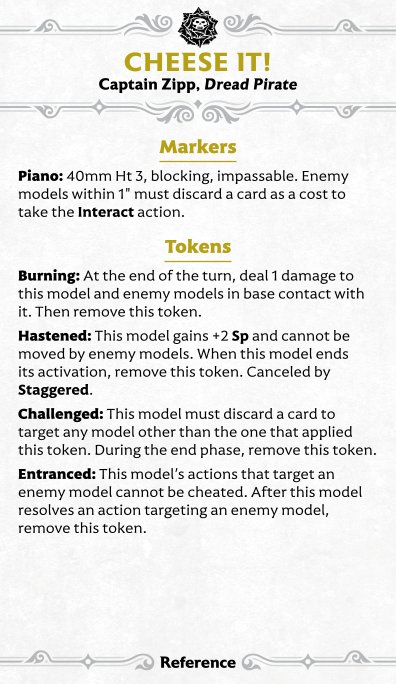 CHEESE IT!
Captain Zipp, Dread Pirate
Markers
Piano: 40mm Ht 3, blocking, impassable. Enemy
models within 1" must discard a card as a cost to
take the Interact action.
Tokens
Burning: At the end of the turn, deal 1 damage to
this model and enemy models in base contact with
it. Then remove this token.
Hastened: This model gains +2 Sp and cannot be
moved by enemy models. When this model ends
its activation, remove this token. Canceled by
Staggered.
Challenged: This model must discard a card to
target any model other than the one that applied
this token. During the end phase, remove this token.
Entranced: This model’s actions that target an
enemy model cannot be cheated. After this model
resolves an action targeting an enemy model,
remove this token.
Reference